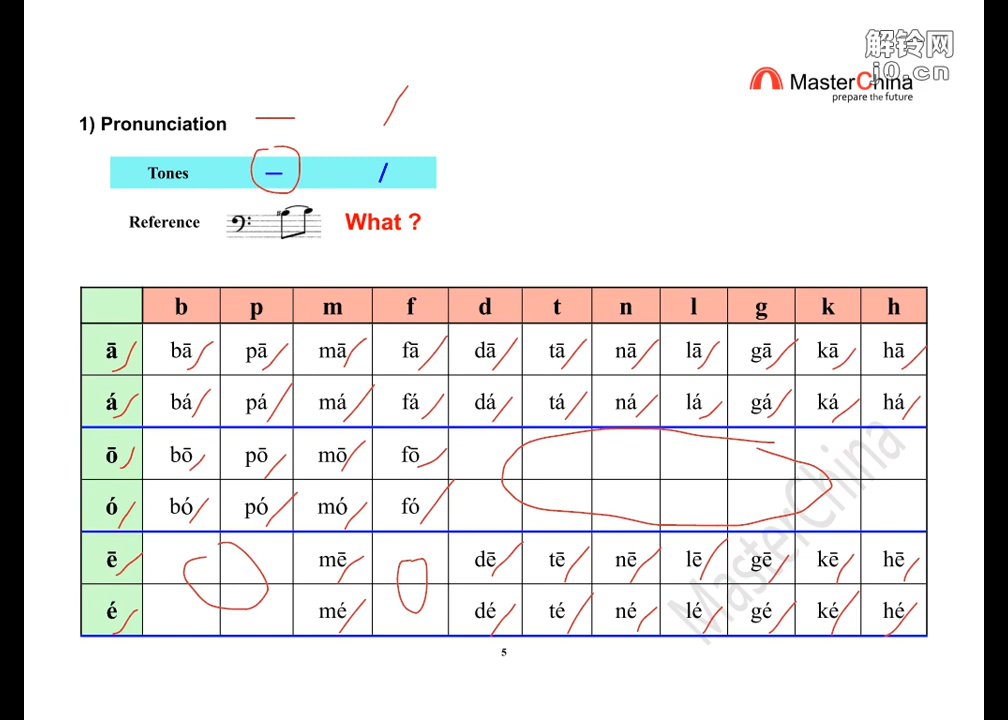 解铃网
j0.cn
MasterChina
prepare the future
1) Pronunciation
Tones – /
Reference What ?
b p m f d t n l g k h
ā bā pā mā fā dā tā nā lā gā kā hā
á bá pá má fá dá tá ná lá gá ká há
ō bō pō mō fō
ó bó pó mó fó
ē mē dē tē nē lē gē kē hē
é mé dé té né lé gé ké hé
MasterChina
5